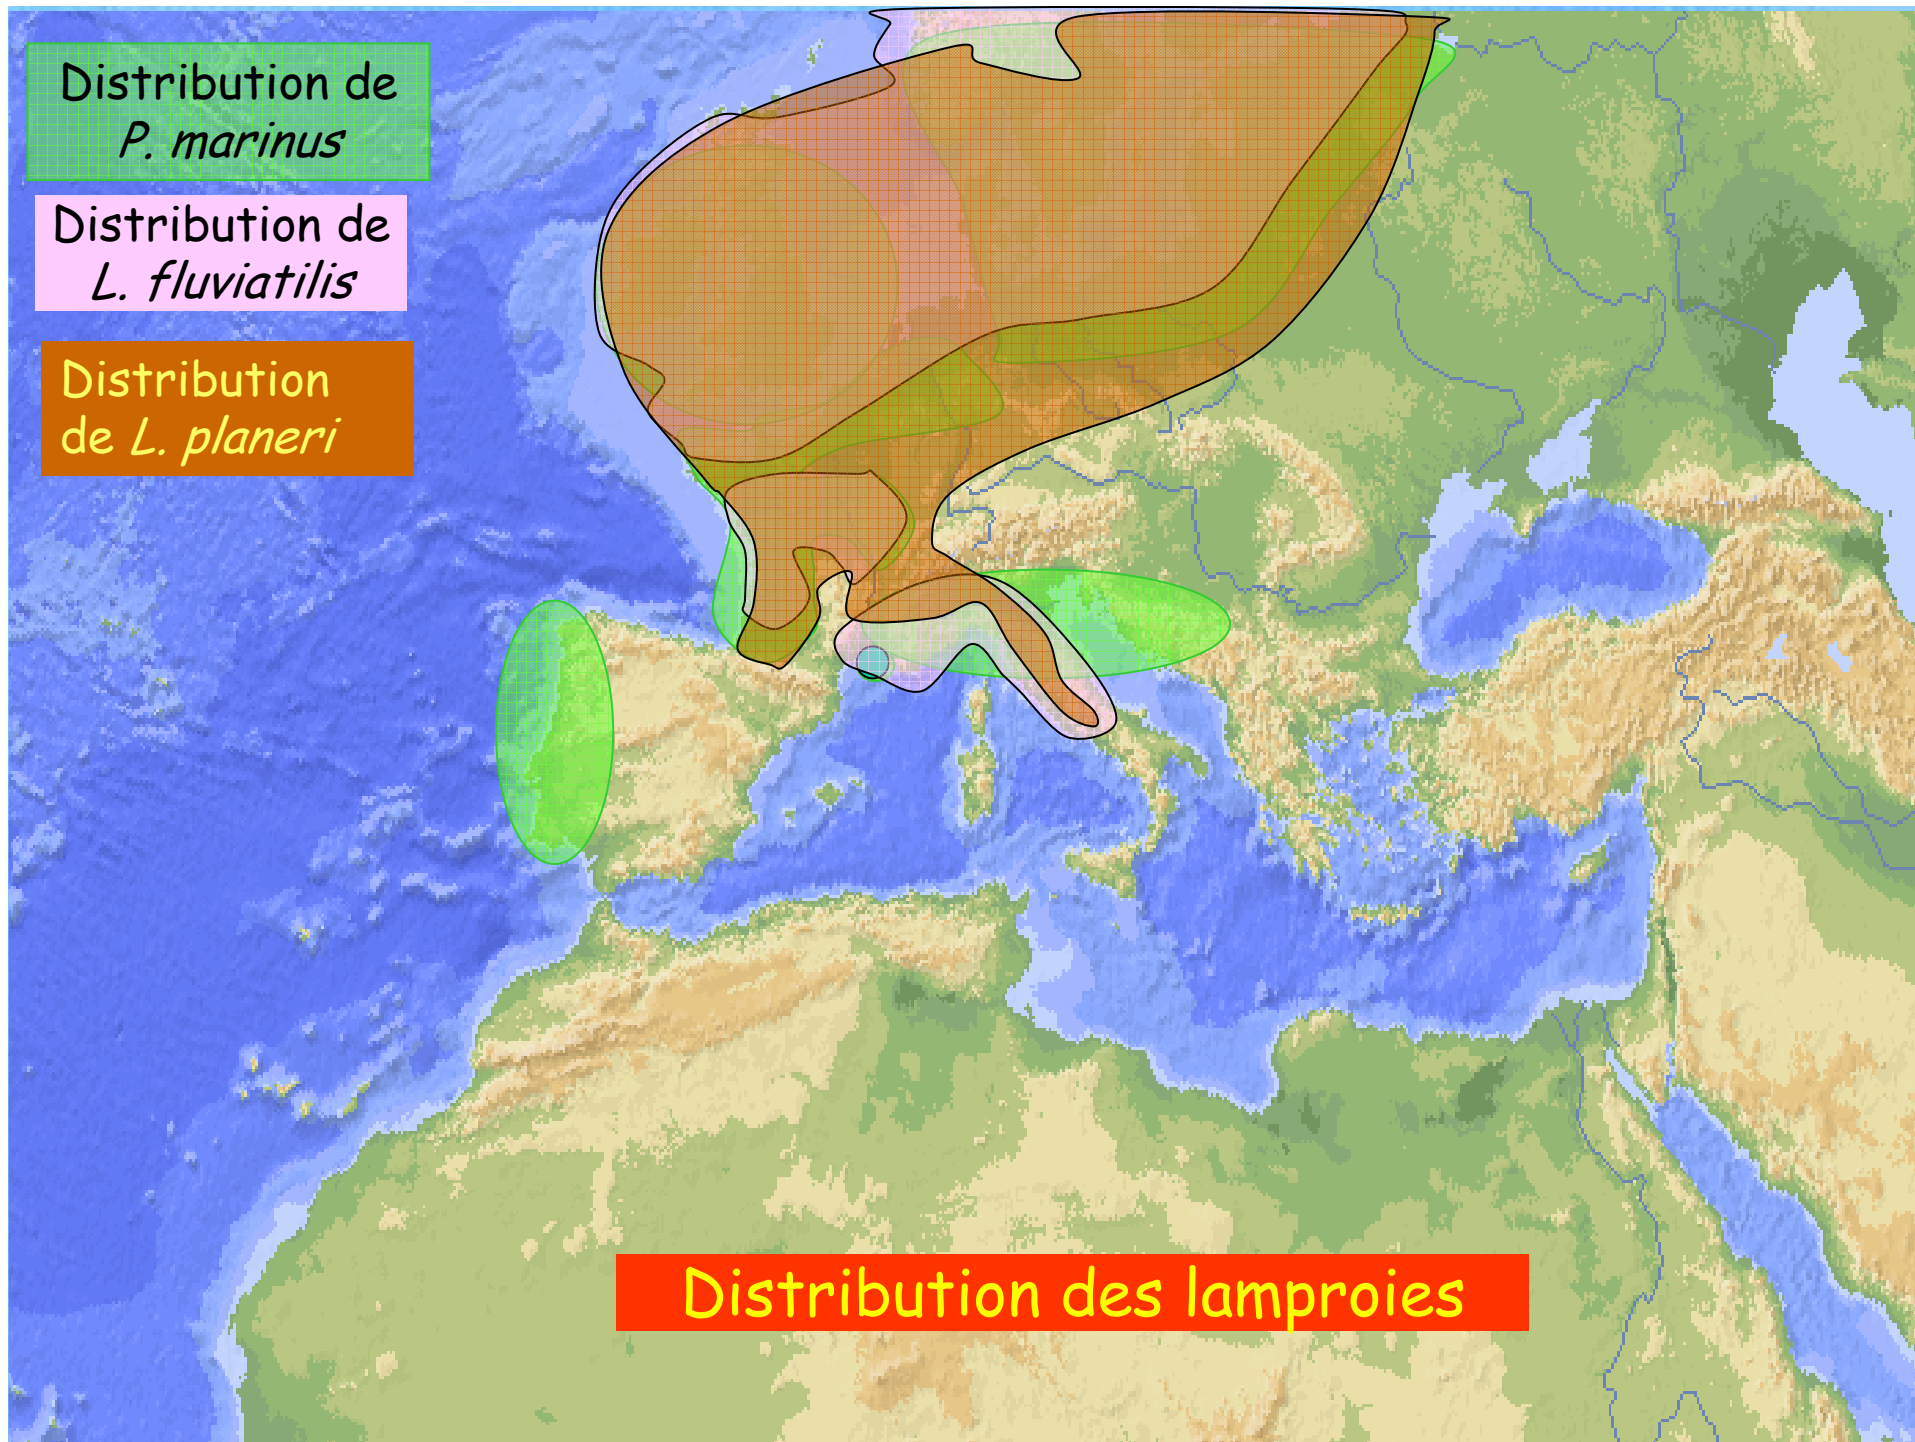 Distribution de
P. marinus
Distribution de
L. fluviatilis
Distribution
de L. planeri
Distribution des lamproies